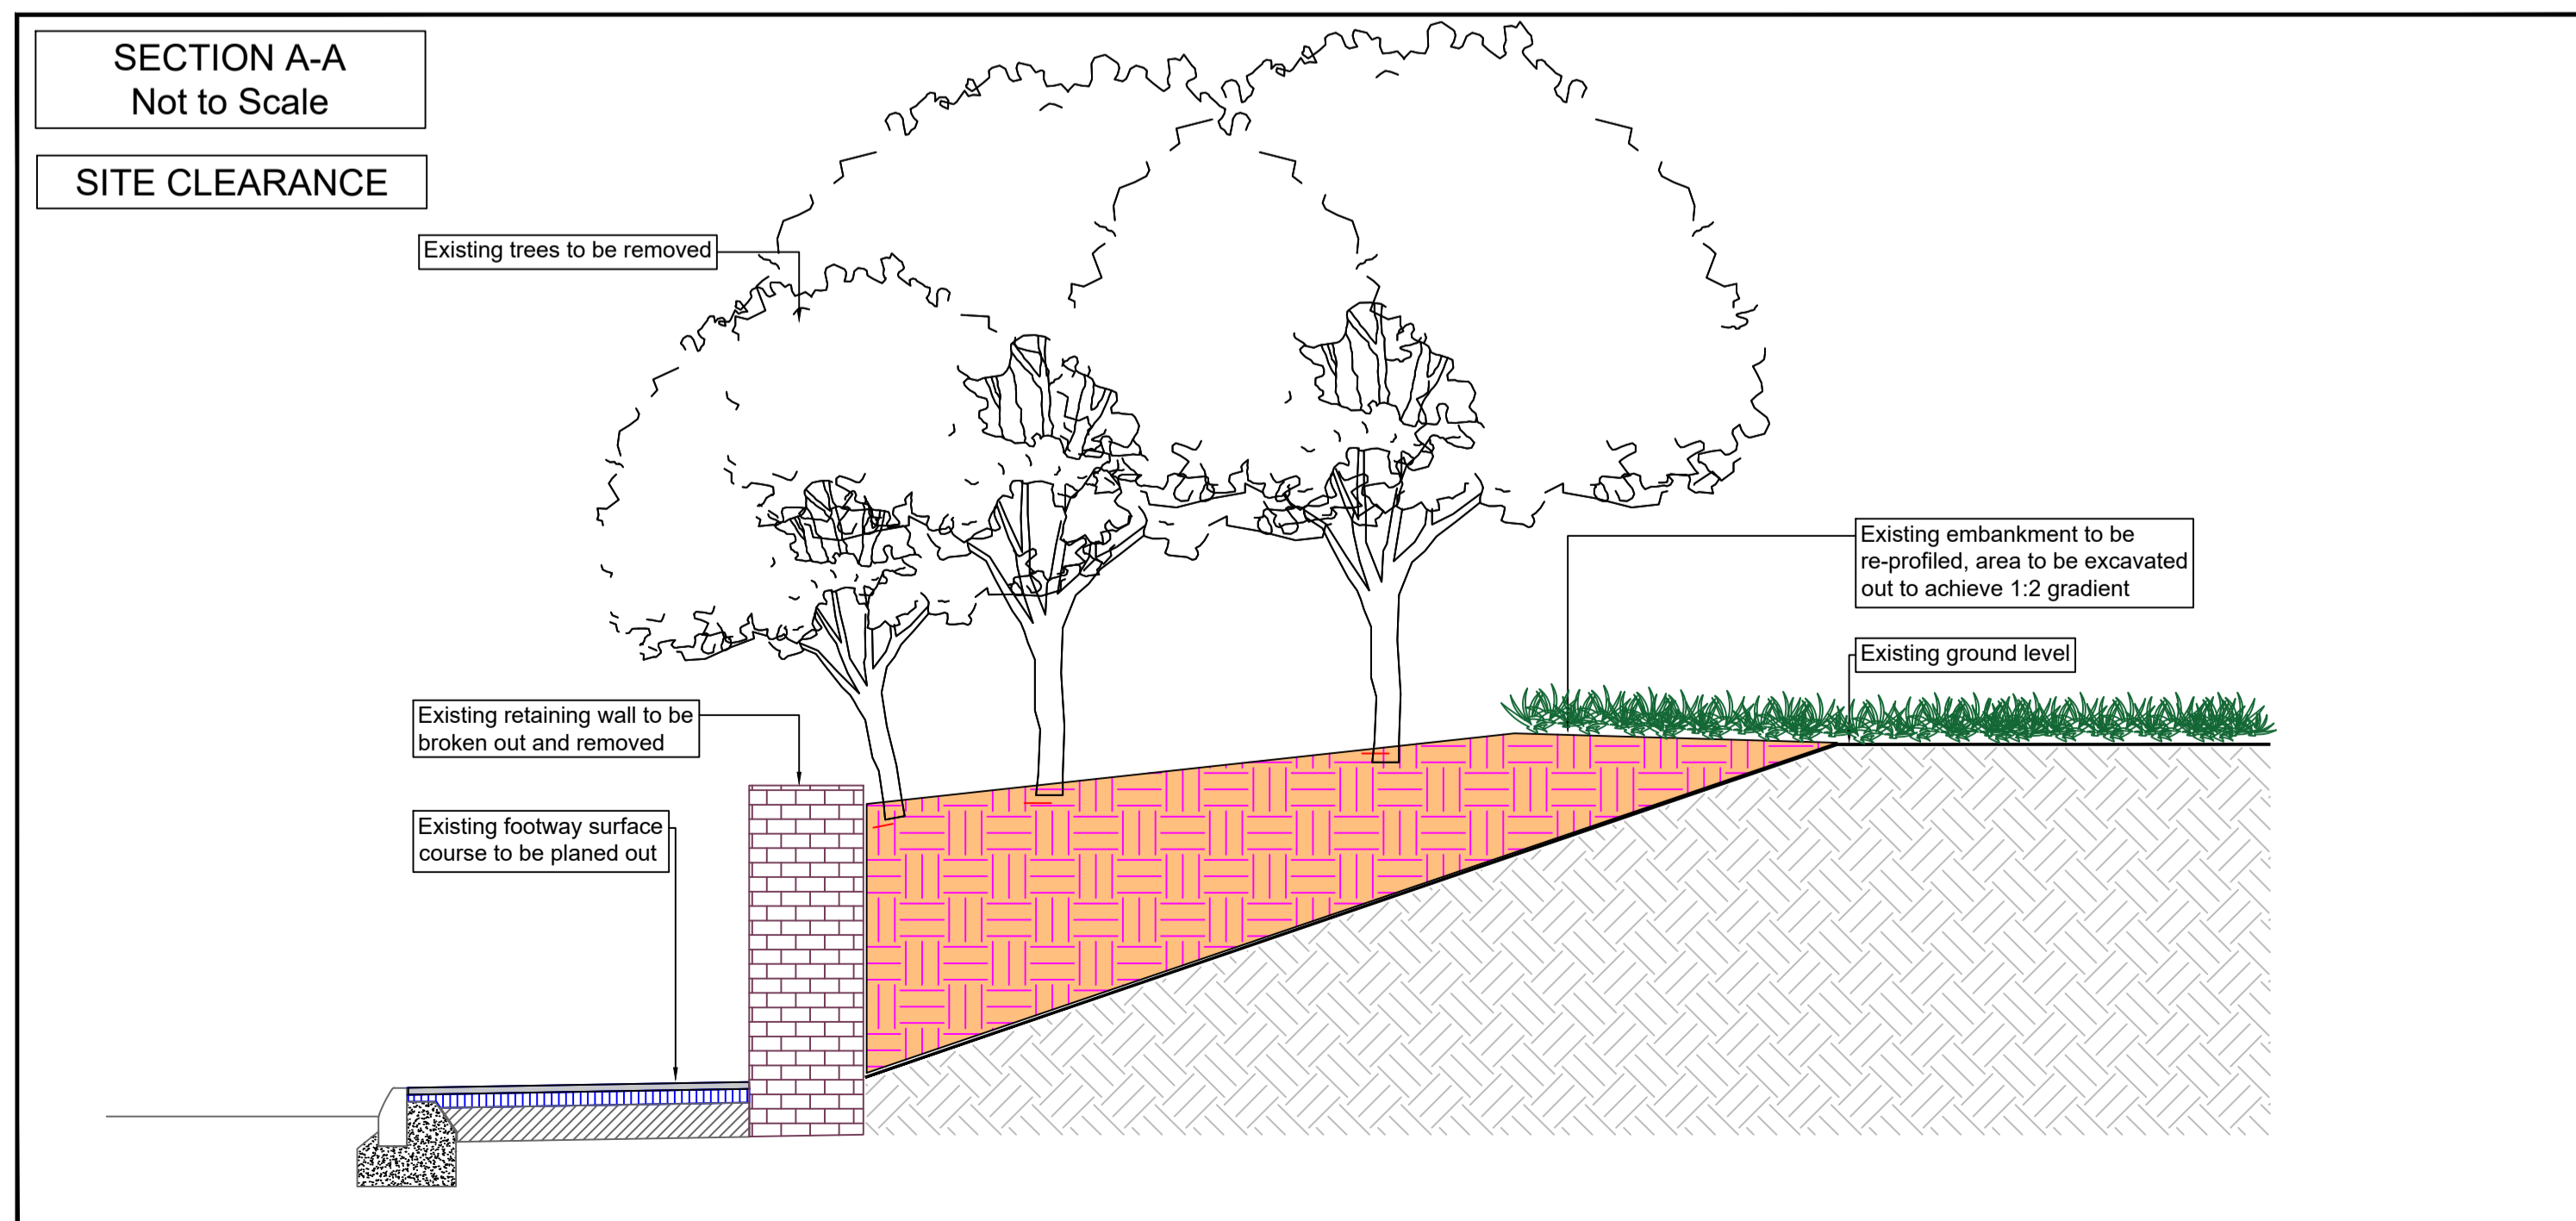 SECTION A-A
Not to Scale
SITE CLEARANCE
Existing trees to be removed
Existing embankment to be
re-profiled, area to be excavated
out to achieve 1:2 gradient
Existing ground level
Existing retaining wall to be
broken out and removed
Existing footway surface
course to be planed out